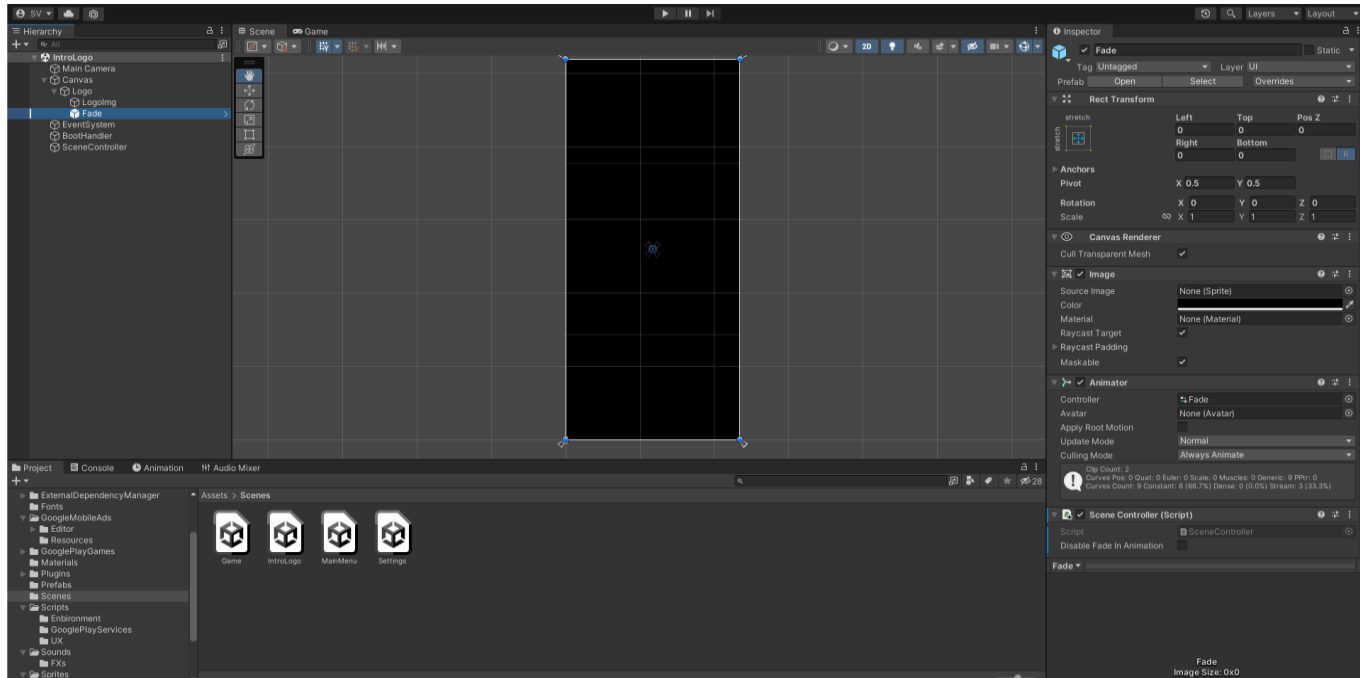 SV
Layers
Layout
Hierarchy
All
IntroLogo
Main Camera
Canvas
Logo
LogoImg
Fade
EventSystem
BootHandler
SceneController
Scene
Game
2D
Project
Console
Animation
Audio Mixer
28
ExternalDependencyManager
Fonts
GoogleMobileAds
Editor
Resources
GooglePlayGames
Materials
Plugins
Prefabs
Scenes
Scripts
Enbironment
GooglePlayServices
UX
Sounds
FXs
Sprites
Assets > Scenes
Game
IntroLogo
MainMenu
Settings
Inspector
Fade
Static
Tag Untagged Layer UI
Prefab Open Select Overrides
Rect Transform
stretch
stretch
Left Top Pos Z
0 0 0
Right Bottom
0 0
R
Anchors
Pivot X 0.5 Y 0.5
Rotation X 0 Y 0 Z 0
Scale X 1 Y 1 Z 1
Canvas Renderer
Cull Transparent Mesh
Image
Source Image None (Sprite)
Color
Material None (Material)
Raycast Target
Raycast Padding
Maskable
Animator
Controller Fade
Avatar None (Avatar)
Apply Root Motion
Update Mode Normal
Culling Mode Always Animate
Clip Count: 2
Curves Pos: 0 Quat: 0 Euler: 0 Scale: 0 Muscles: 0 Generic: 9 PPtr: 0
Curves Count: 9 Constant: 6 (66.7%) Dense: 0 (0.0%) Stream: 3 (33.3%)
Scene Controller (Script)
Script SceneController
Disable Fade In Animation
Fade
Fade
Image Size: 0x0